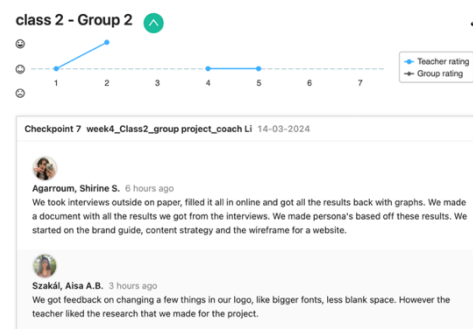 class 2 - Group 2
Teacher rating
Group rating
1 2 3 4 5 6 7
Checkpoint 7 week4_Class2_group project_coach Li 14-03-2024
Agarroum, Shirine S. 6 hours ago
We took interviews outside on paper, filled it all in online and got all the results back with graphs. We made
a document with all the results we got from the interviews. We made persona's based off these results. We
started on the brand guide, content strategy and the wireframe for a website.
Szakál, Aisa A.B. 3 hours ago
We got feedback on changing a few things in our logo, like bigger fonts, less blank space. However the
teacher liked the research that we made for the project.